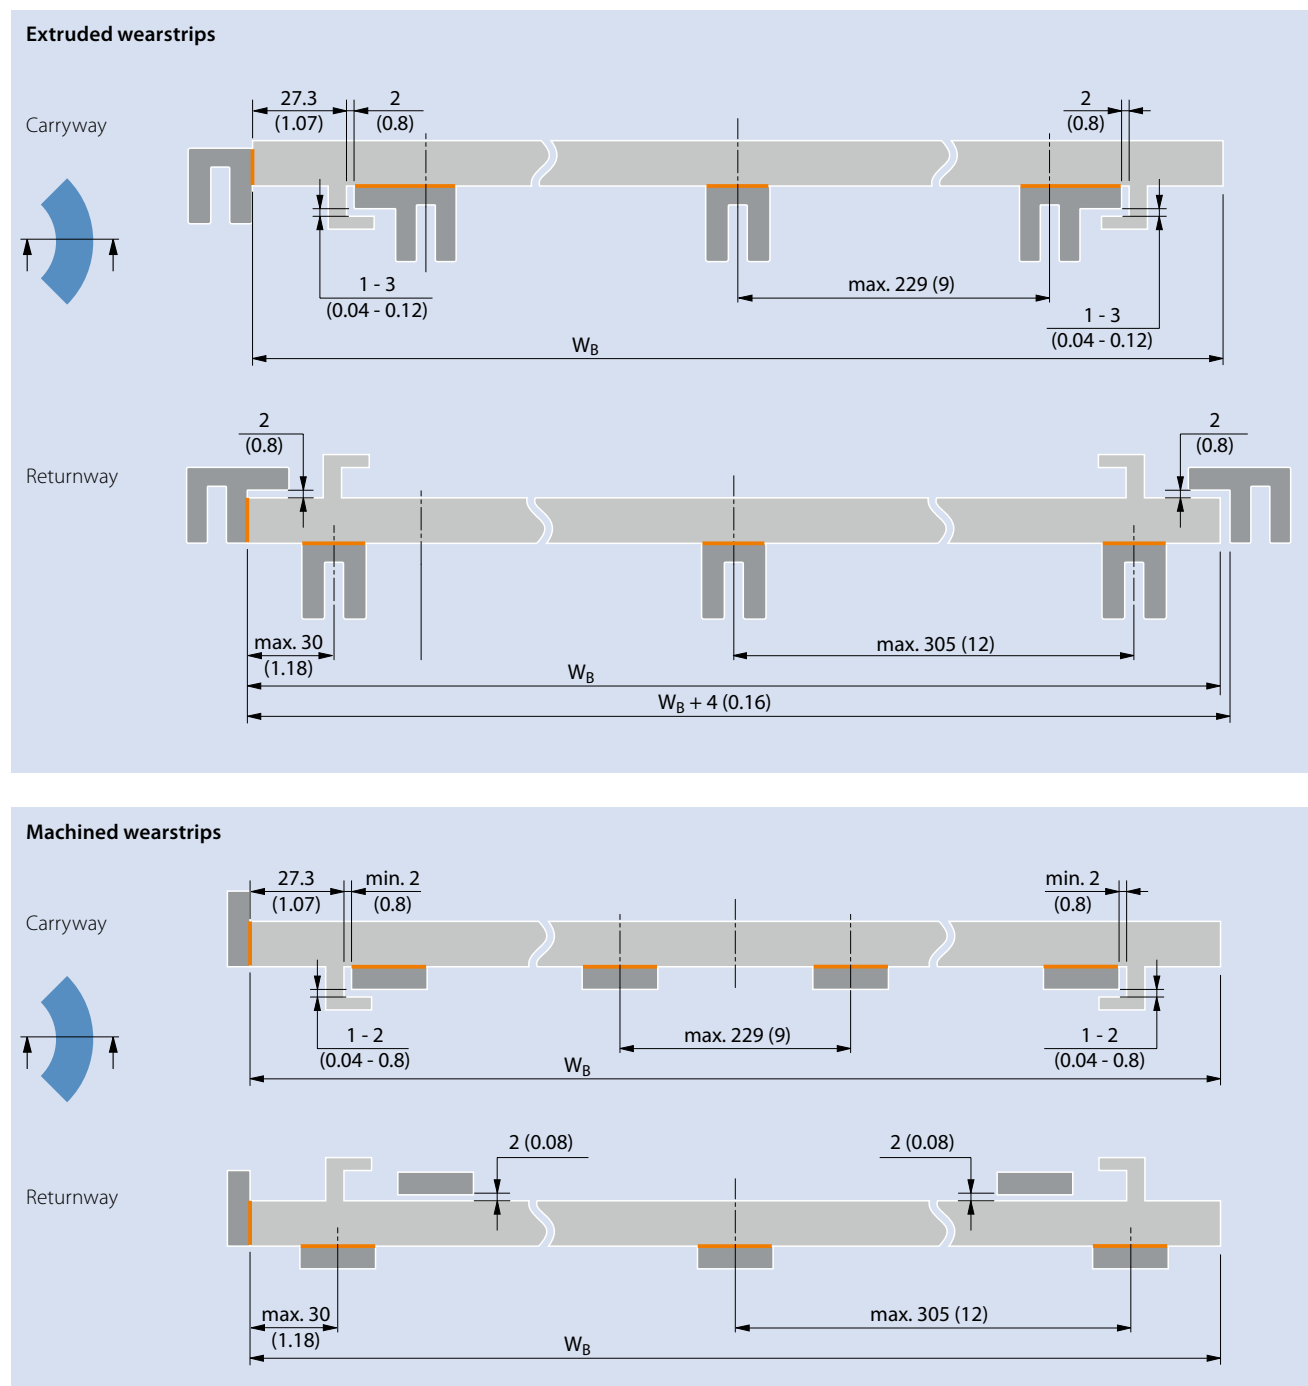 Extruded wearstrips
27.3
(1.07)
2
(0.8)
2
(0.8)
Carryway
1 - 3
(0.04 - 0.12)
max. 229 (9)
1 - 3
(0.04 - 0.12)
WB
2
(0.8)
2
(0.8)
Returnway
max. 30
(1.18)
max. 305 (12)
WB
WB + 4 (0.16)
Machined wearstrips
27.3
(1.07)
min. 2
(0.8)
min. 2
(0.8)
Carryway
1 - 2
(0.04 - 0.8)
max. 229 (9)
1 - 2
(0.04 - 0.8)
WB
2 (0.08)
2 (0.08)
Returnway
max. 30
(1.18)
max. 305 (12)
WB